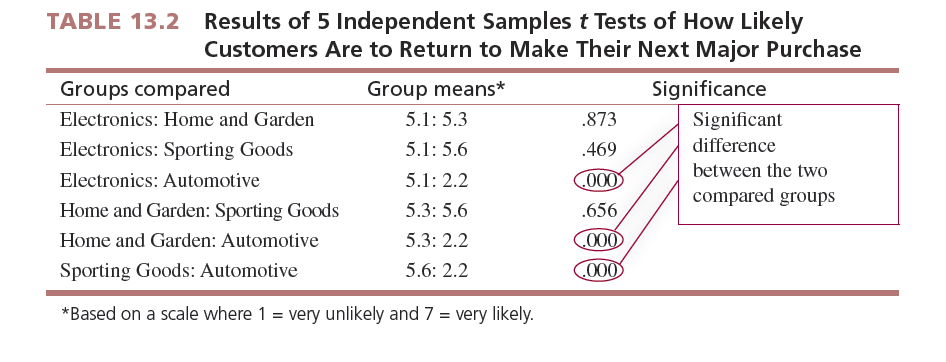 TABLE 13.2 Results of 5 Independent Samples t Tests of How Likely
Customers Are to Return to Make Their Next Major Purchase
Groups compared Group means* Significance
Electronics: Home and Garden 5.1: 5.3 .873
Electronics: Sporting Goods 5.1: 5.6 .469
Electronics: Automotive 5.1: 2.2 .000
Home and Garden: Sporting Goods 5.3: 5.6 .656
Home and Garden: Automotive 5.3: 2.2 .000
Sporting Goods: Automotive 5.6: 2.2 .000
Significant
difference
between the two
compared groups
*Based on a scale where 1 = very unlikely and 7 = very likely.